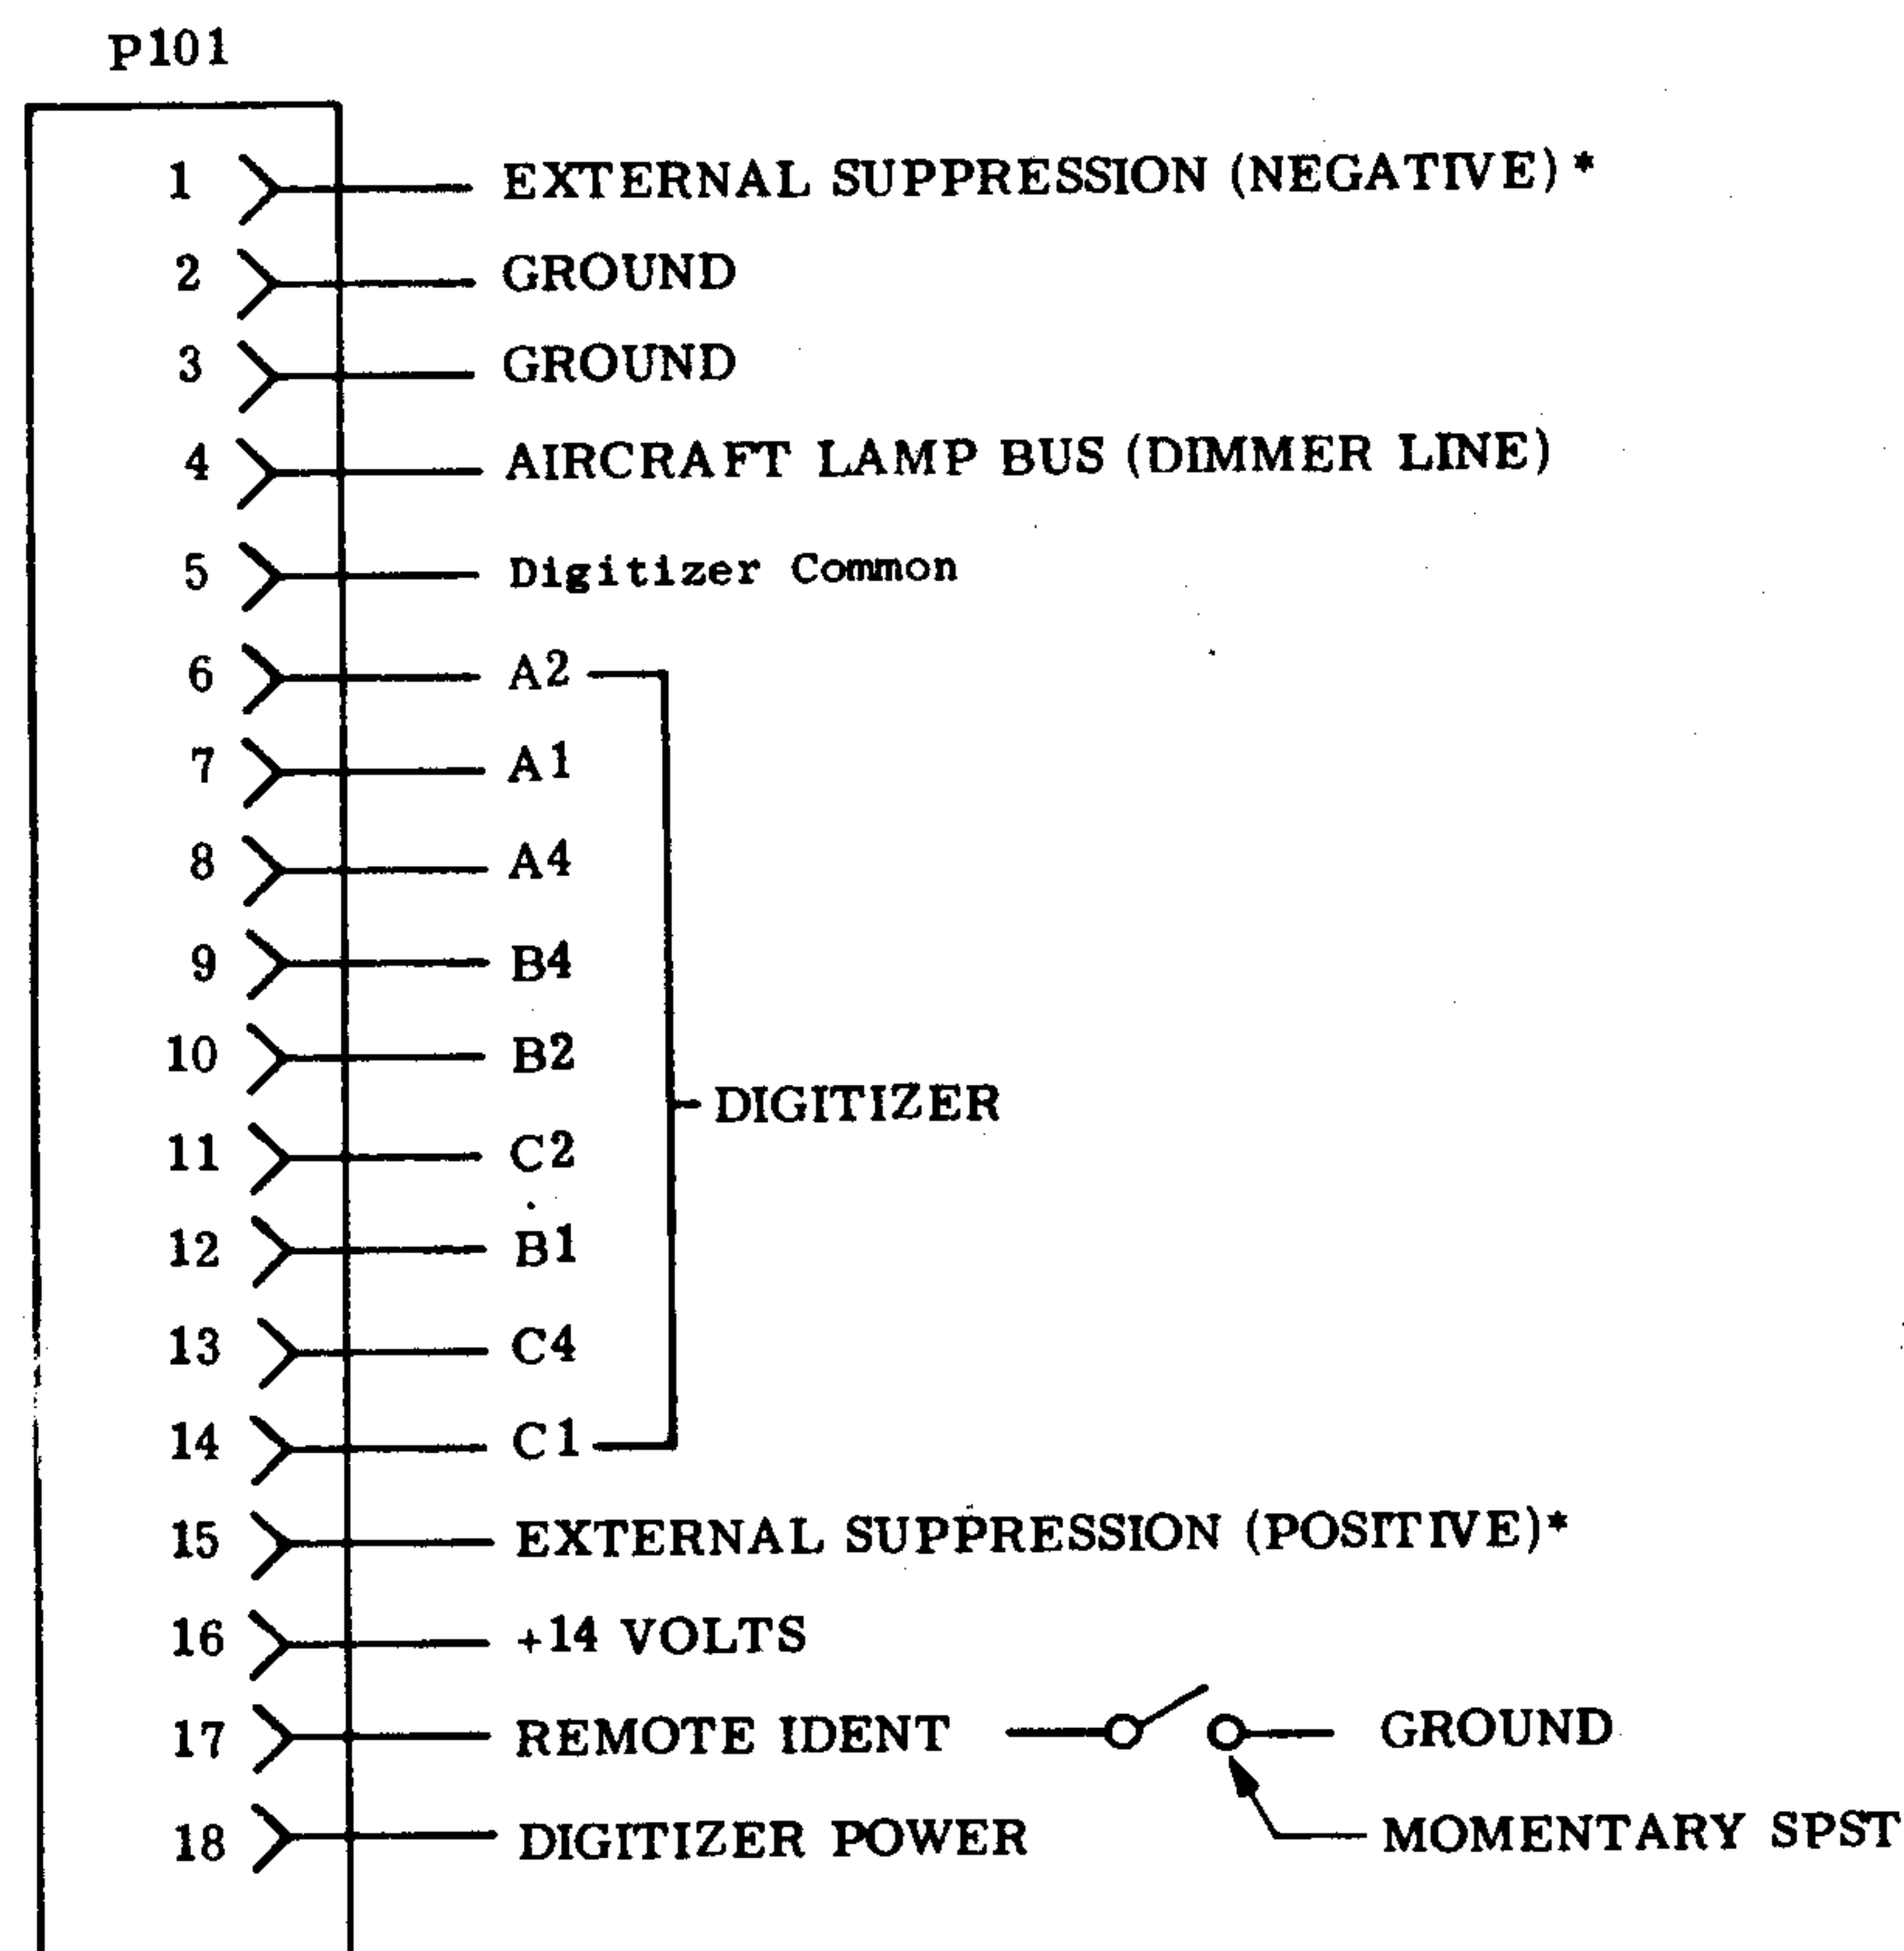 P101
1 EXTERNAL SUPPRESSION (NEGATIVE)*
2 GROUND
3 GROUND
4 AIRCRAFT LAMP BUS (DIMMER LINE)
5 Digitizer Common
6 A2
7 A1
8 A4
9 B4
10 B2
DIGITIZER
11 C2
12 B1
13 C4
14 C1
15 EXTERNAL SUPPRESSION (POSITIVE)*
16 +14 VOLTS
17 REMOTE IDENT GROUND
18 DIGITIZER POWER MOMENTARY SPST